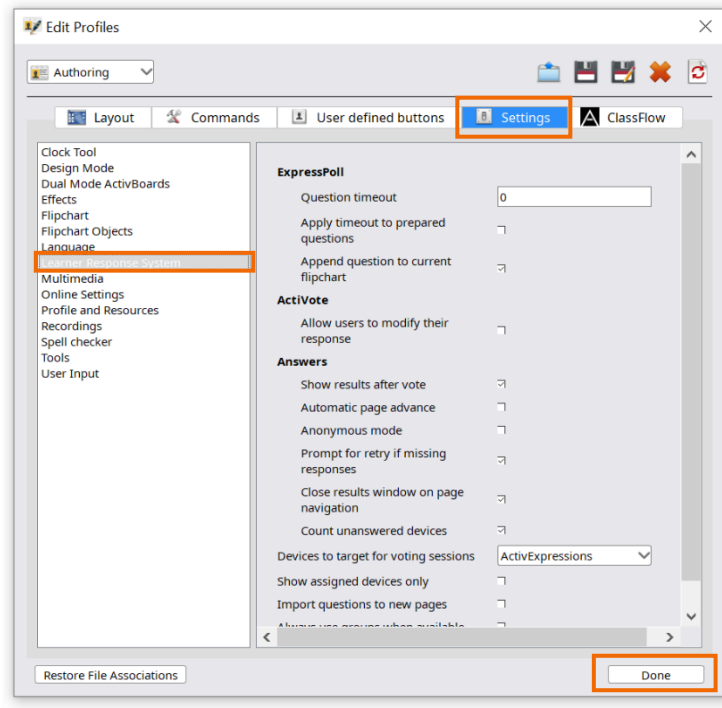 Edit Profiles
Authoring
Layout
Commands
User defined buttons
Settings
ClassFlow
Clock Tool
Design Mode
Dual Mode ActivBoards
Effects
Flipchart
Flipchart Objects
Language
Learner Response System
Multimedia
Online Settings
Profile and Resources
Recordings
Spell checker
Tools
User Input
ExpressPoll
Question timeout
0
Apply timeout to prepared
questions
Append question to current
flipchart
ActiVote
Allow users to modify their
response
Answers
Show results after vote
Automatic page advance
Anonymous mode
Prompt for retry if missing
responses
Close results window on page
navigation
Count unanswered devices
Devices to target for voting sessions
ActivExpressions
Show assigned devices only
Import questions to new pages
Always use groups when available
Restore File Associations
Done